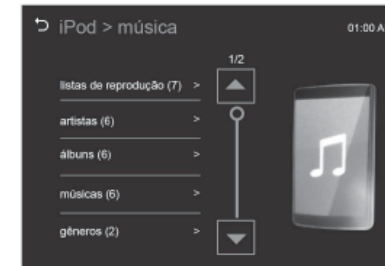 iPod > música
01:00 A
1/2
listas de reprodução (7) >
artistas (6) >
álbuns (6) >
músicas (6) >
gêneros (2) >